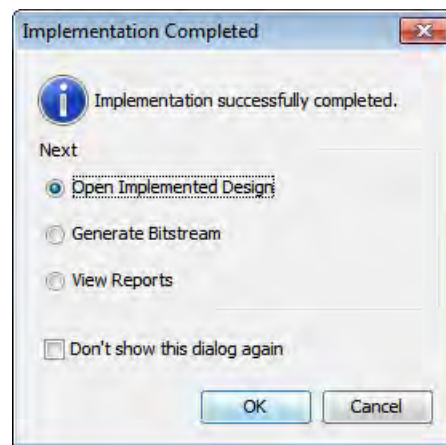 Implementation Completed
Implementation successfully completed.
Next
Open Implemented Design
Generate Bitstream
View Reports
Don't show this dialog again
OK Cancel